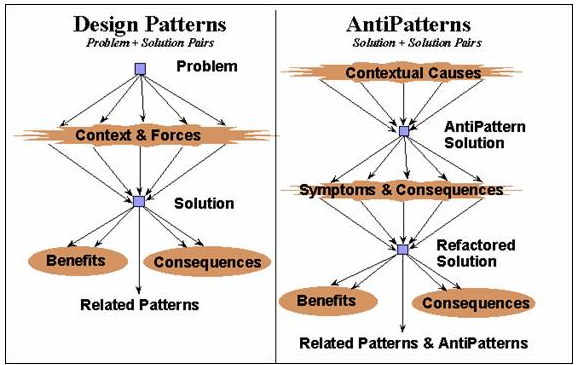 Design Patterns
Problem + Solution Pairs
Problem
Context & Forces
Solution
Benefits
Consequences
Related Patterns
AntiPatterns
Solution + Solution Pairs
Contextual Causes
AntiPattern
Solution
Symptoms & Consequences
Refactored
Solution
Benefits
Consequences
Related Patterns & AntiPatterns